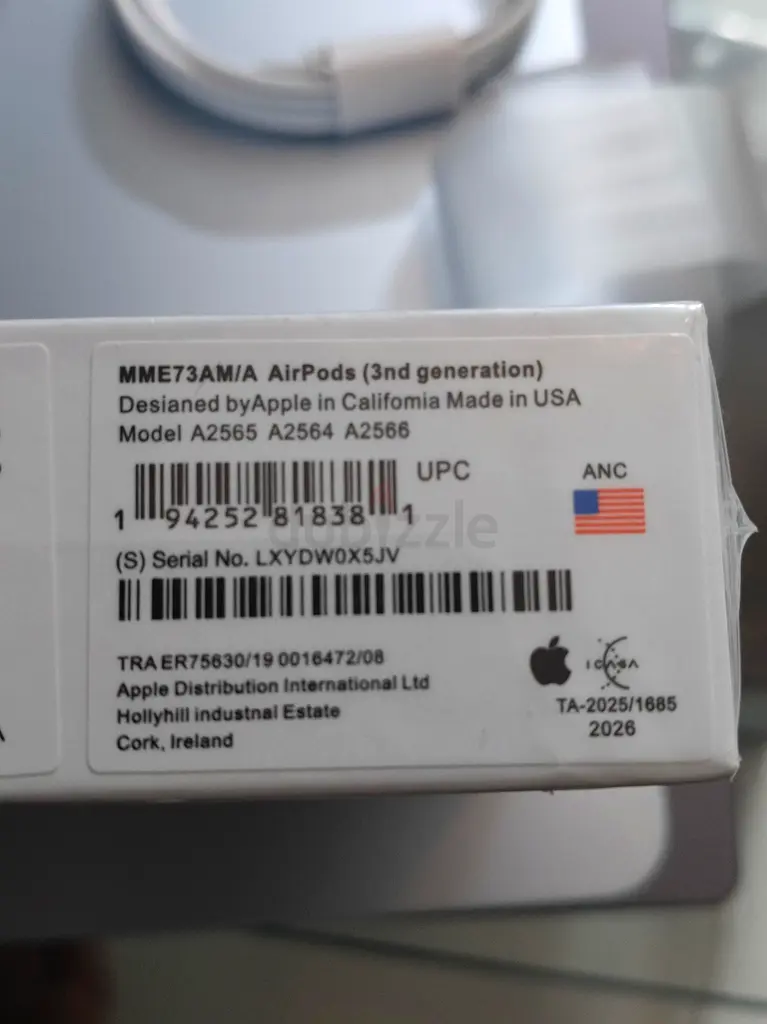 MME73AM/A AirPods (3nd generation)
Desianed byApple in Califomia Made in USA
Model A2565 A2564 A2566
UPC
ANC
1 94252 81838 1
dubizzle
(S) Serial No. LXYDW0X5JV
TRA ER75630/19 0016472/08
Apple Distribution International Ltd
Hollyhill industnal Estate
Cork, Ireland
ICASA
TA-2025/1685
2026